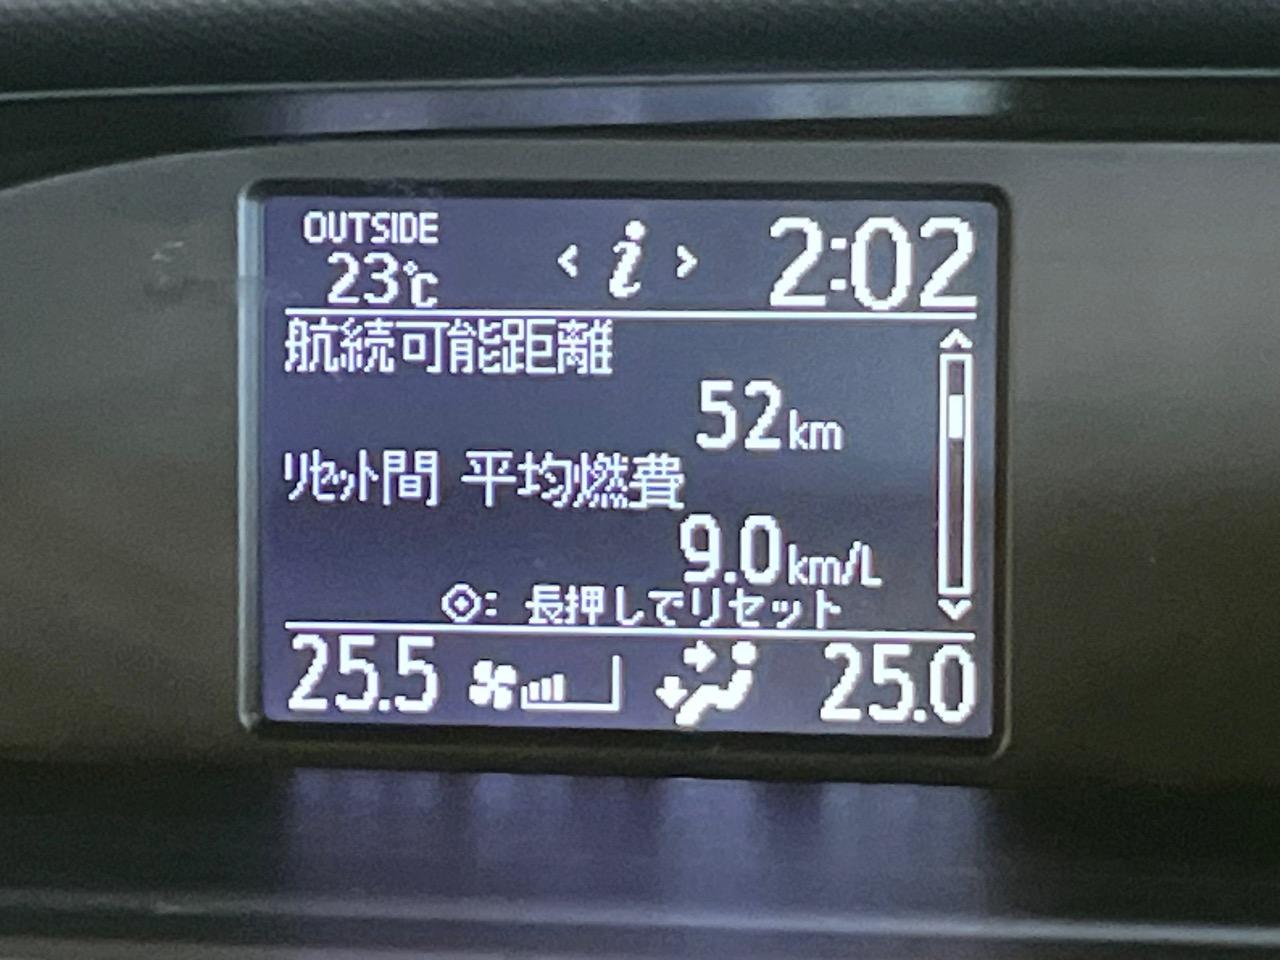 OUTSIDE
23℃
< i >
2:02
航続可能距離
52km
リセット間 平均燃費
9.0km/L
: 長押しでリセット
25.5
25.0